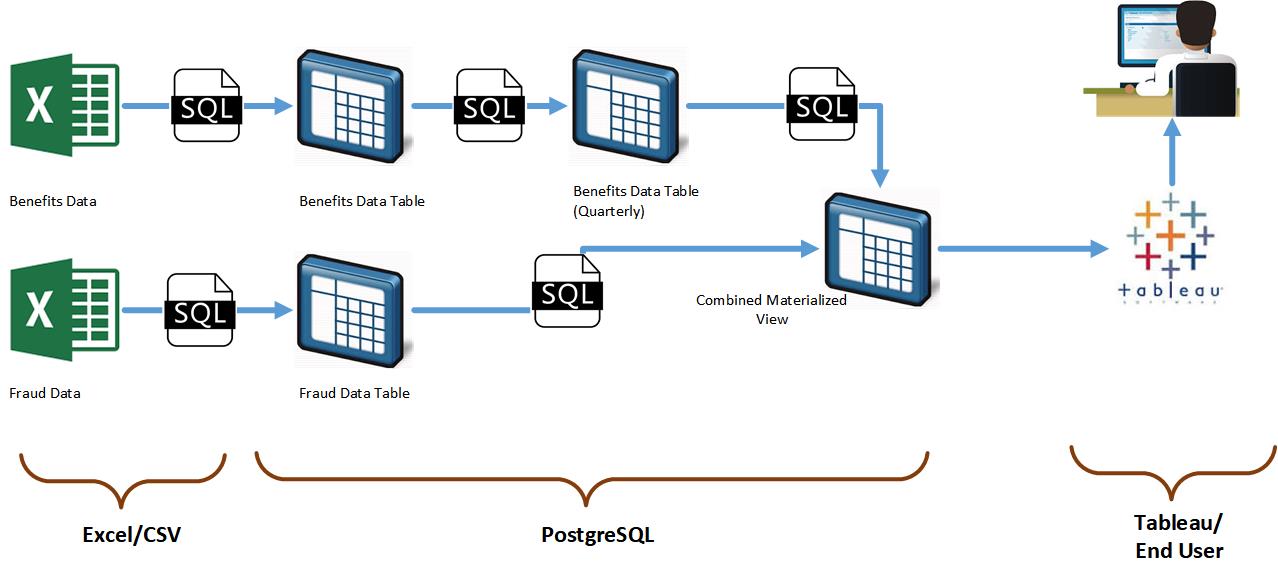 X
SQL
SQL
SQL
Benefits Data
Benefits Data Table
Benefits Data Table
(Quarterly)
X
SQL
SQL
Combined Materialized
View
+ableau
SOFTWARE
Fraud Data
Fraud Data Table
Excel/CSV
PostgreSQL
Tableau/
End User